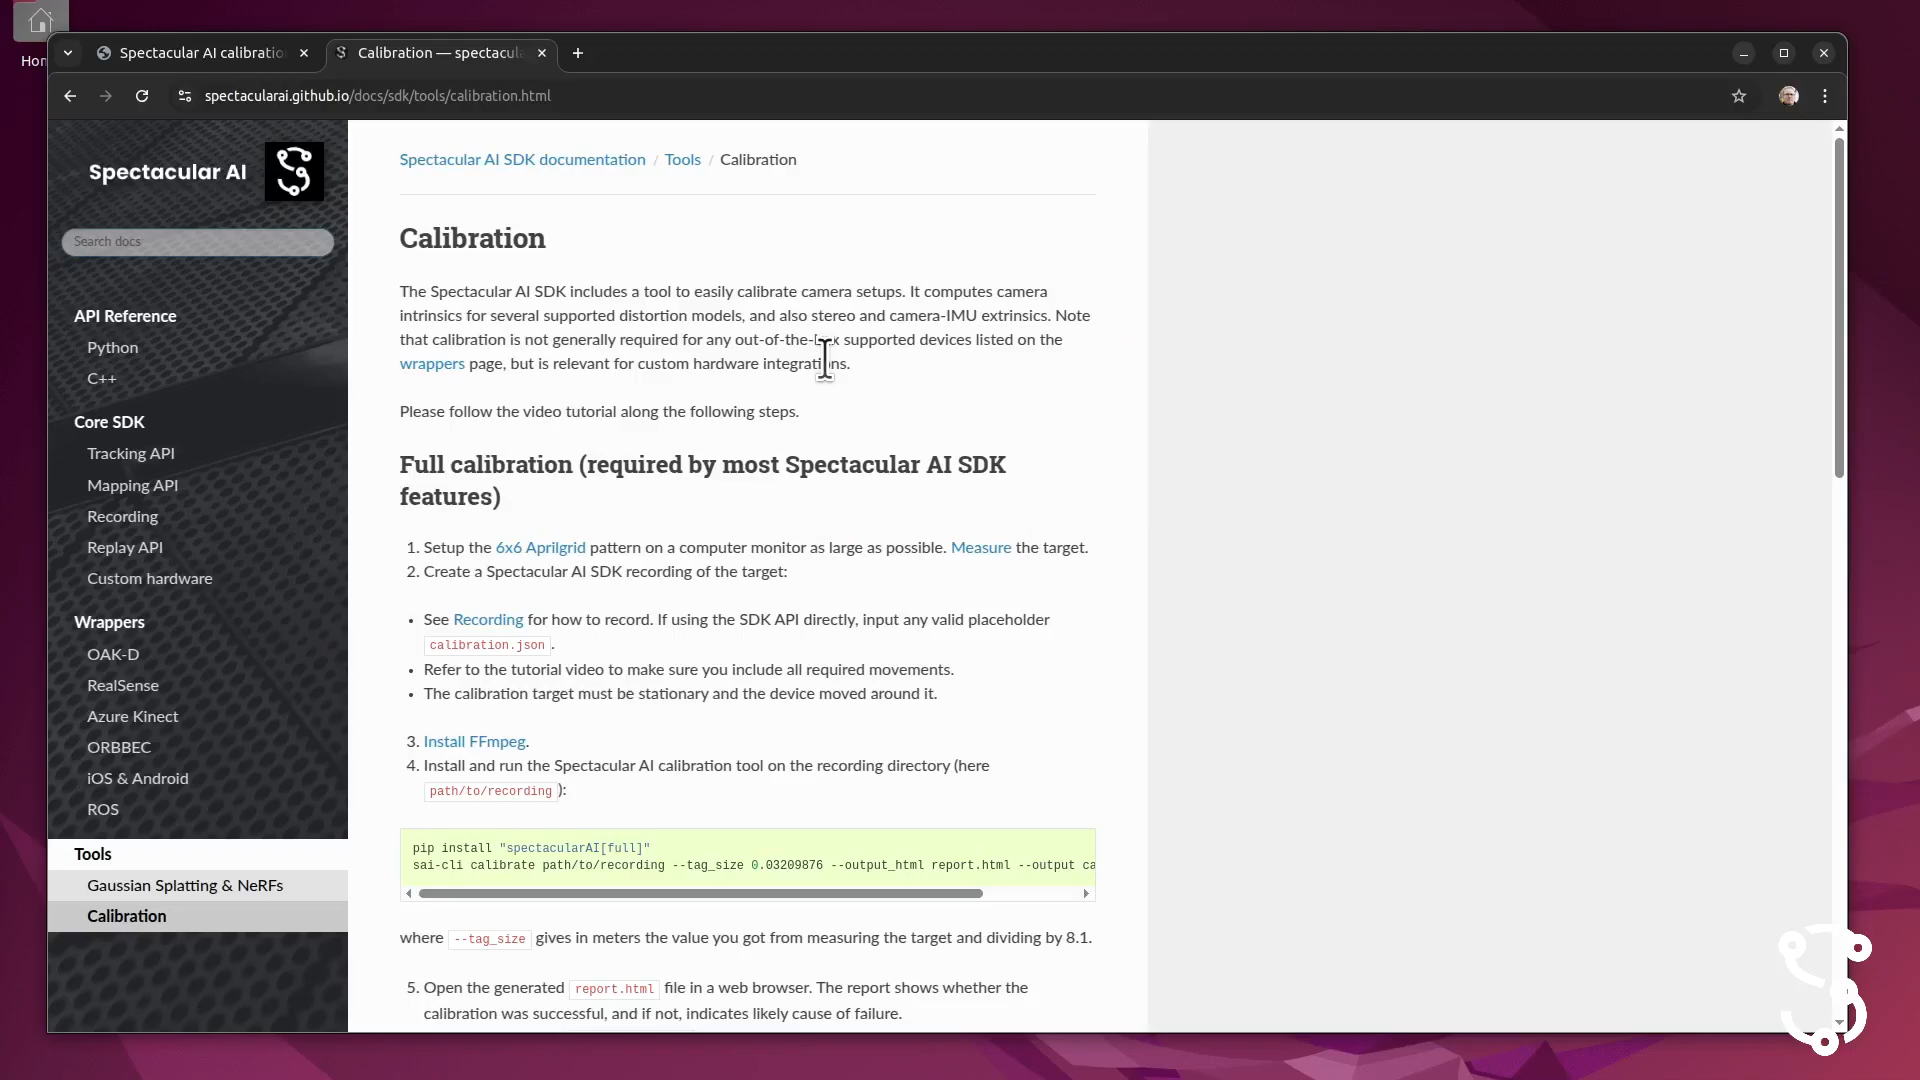 Hon
Spectacular AI calibratio
Calibration — spectacula
spectacularai.github.io/docs/sdk/tools/calibration.html
Spectacular AI
Search docs
API Reference
Python
C++
Core SDK
Tracking API
Mapping API
Recording
Replay API
Custom hardware
Wrappers
OAK-D
RealSense
Azure Kinect
ORBBEC
iOS & Android
ROS
Tools
Gaussian Splatting & NeRFs
Calibration
Spectacular AI SDK documentation / Tools / Calibration
Calibration
The Spectacular AI SDK includes a tool to easily calibrate camera setups. It computes camera
intrinsics for several supported distortion models, and also stereo and camera-IMU extrinsics. Note
that calibration is not generally required for any out-of-the-box supported devices listed on the
wrappers page, but is relevant for custom hardware integrations.
Please follow the video tutorial along the following steps.
Full calibration (required by most Spectacular AI SDK
features)
1. Setup the 6x6 Aprilgrid pattern on a computer monitor as large as possible. Measure the target.
2. Create a Spectacular AI SDK recording of the target:
• See Recording for how to record. If using the SDK API directly, input any valid placeholder
calibration.json.
• Refer to the tutorial video to make sure you include all required movements.
• The calibration target must be stationary and the device moved around it.
3. Install FFmpeg.
4. Install and run the Spectacular AI calibration tool on the recording directory (here
path/to/recording):
pip install "spectacularAI[full]"
sai-cli calibrate path/to/recording --tag_size 0.03209876 --output_html report.html --output ca
where --tag_size gives in meters the value you got from measuring the target and dividing by 8.1.
5. Open the generated report.html file in a web browser. The report shows whether the
calibration was successful, and if not, indicates likely cause of failure.